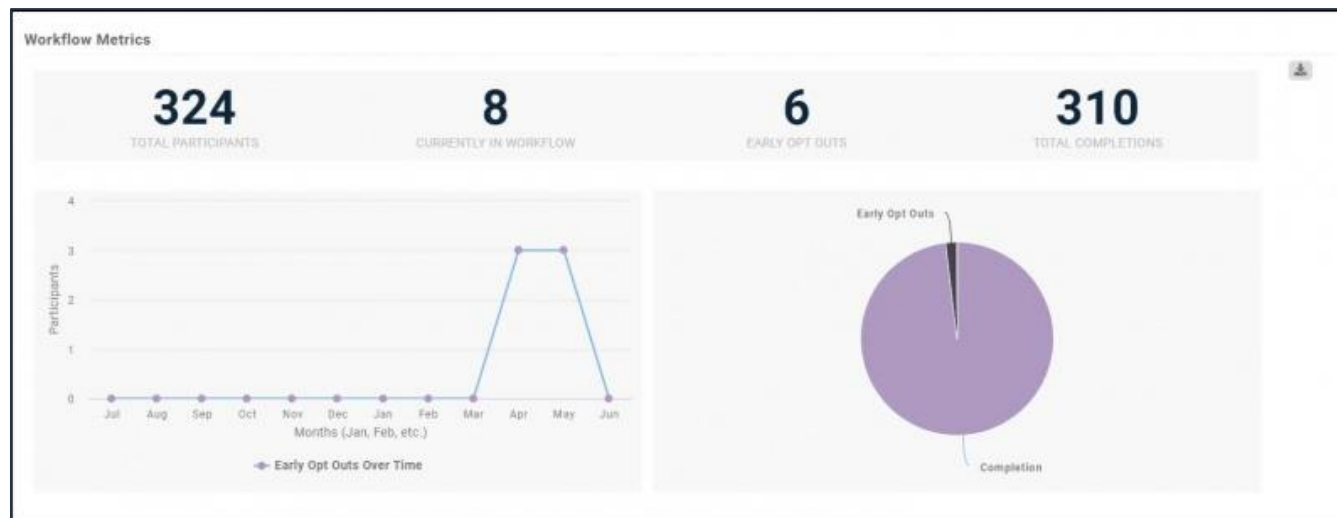 Workflow Metrics
324 8 6 310
TOTAL PARTICIPANTS CURRENTLY IN WORKFLOW EARLY OPT OUTS TOTAL COMPLETIONS
4
3
2
1
0
Participants
Jul Aug Sep Oct Nov Dec Jan Feb Mar Apr May Jun
Months (Jan, Feb, etc.)
Early Opt Outs Over Time
Early Opt Outs
Completion